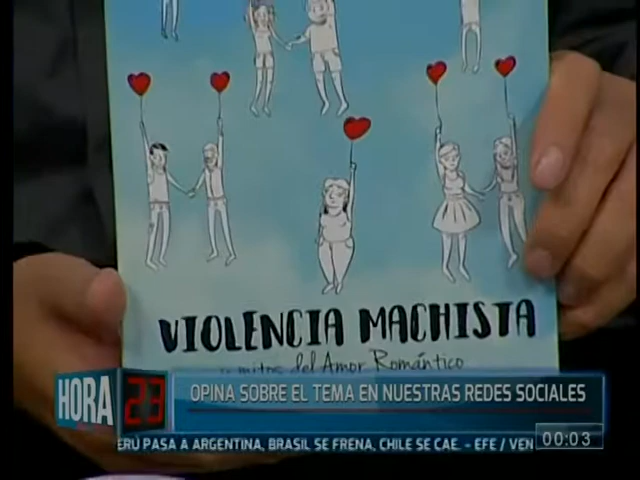 VIOLENCIA MACHISTA
mitos del Amor Romántico
HORA 23
OPINA SOBRE EL TEMA EN NUESTRAS REDES SOCIALES
ERÚ PASA A ARGENTINA, BRASIL SE FRENA, CHILE SE CAE. - EFE / VEN
00:03